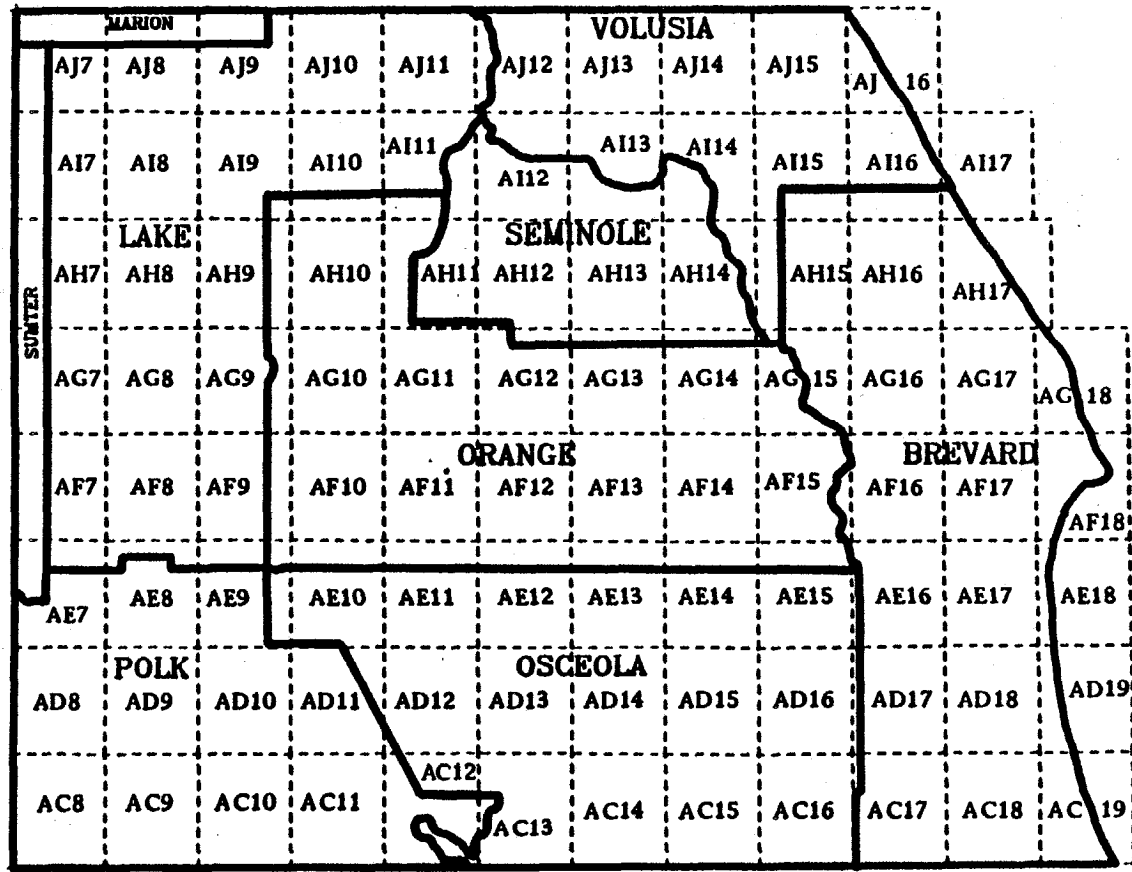 MARION
VOLUSIA
AJ7 AJ8 AJ9 AJ10 AJ11 AJ12 AJ13 AJ14 AJ15 AJ 16
AI7 AI8 AI9 AI10 AI11 AI12 AI13 AI14 AI15 AI16 AI17
LAKE SEMINOLE
AH7 AH8 AH9 AH10 AH11 AH12 AH13 AH14 AH15 AH16 AH17
SUMTER
AG7 AG8 AG9 AG10 AG11 AG12 AG13 AG14 AG 15 AG16 AG17 AG 18
ORANGE BREVARD
AF7 AF8 AF9 AF10 AF11 AF12 AF13 AF14 AF15 AF16 AF17 AF18
AE7 AE8 AE9 AE10 AE11 AE12 AE13 AE14 AE15 AE16 AE17 AE18
POLK OSCEOLA
AD8 AD9 AD10 AD11 AD12 AD13 AD14 AD15 AD16 AD17 AD18 AD19
AC8 AC9 AC10 AC11 AC12 AC13 AC14 AC15 AC16 AC17 AC18 AC 19